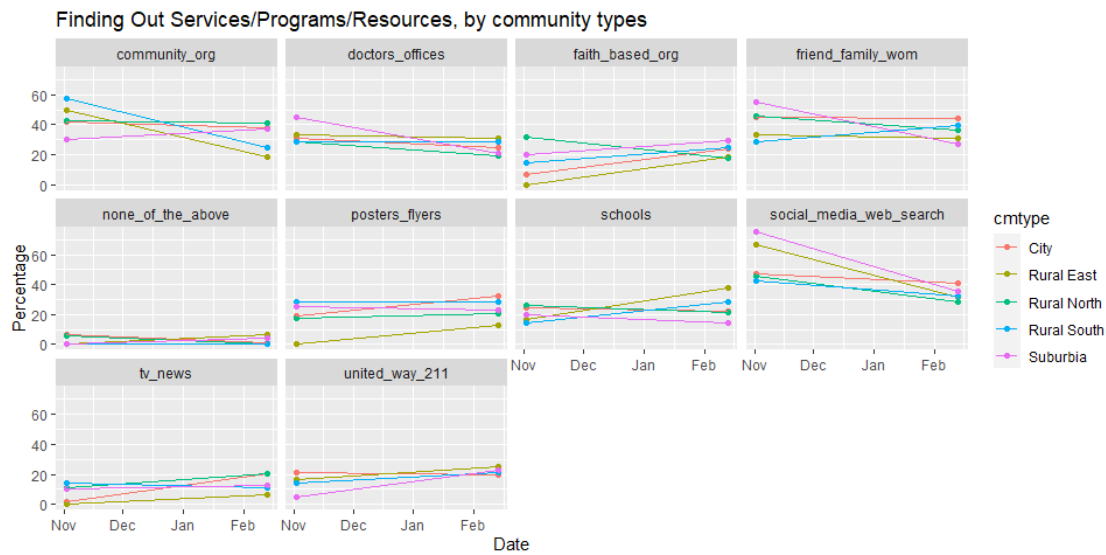 Finding Out Services/Programs/Resources, by community types
community_org doctors_offices faith_based_org friend_family_wom
60
40
20
0
none_of_the_above posters_flyers schools social_media_web_search
60
40
20
0
Nov Dec Jan Feb Nov Dec Jan Feb
tv_news united_way_211
60
40
20
0
Nov Dec Jan Feb Nov Dec Jan Feb
Percentage
Date
cmtype
City
Rural East
Rural North
Rural South
Suburbia